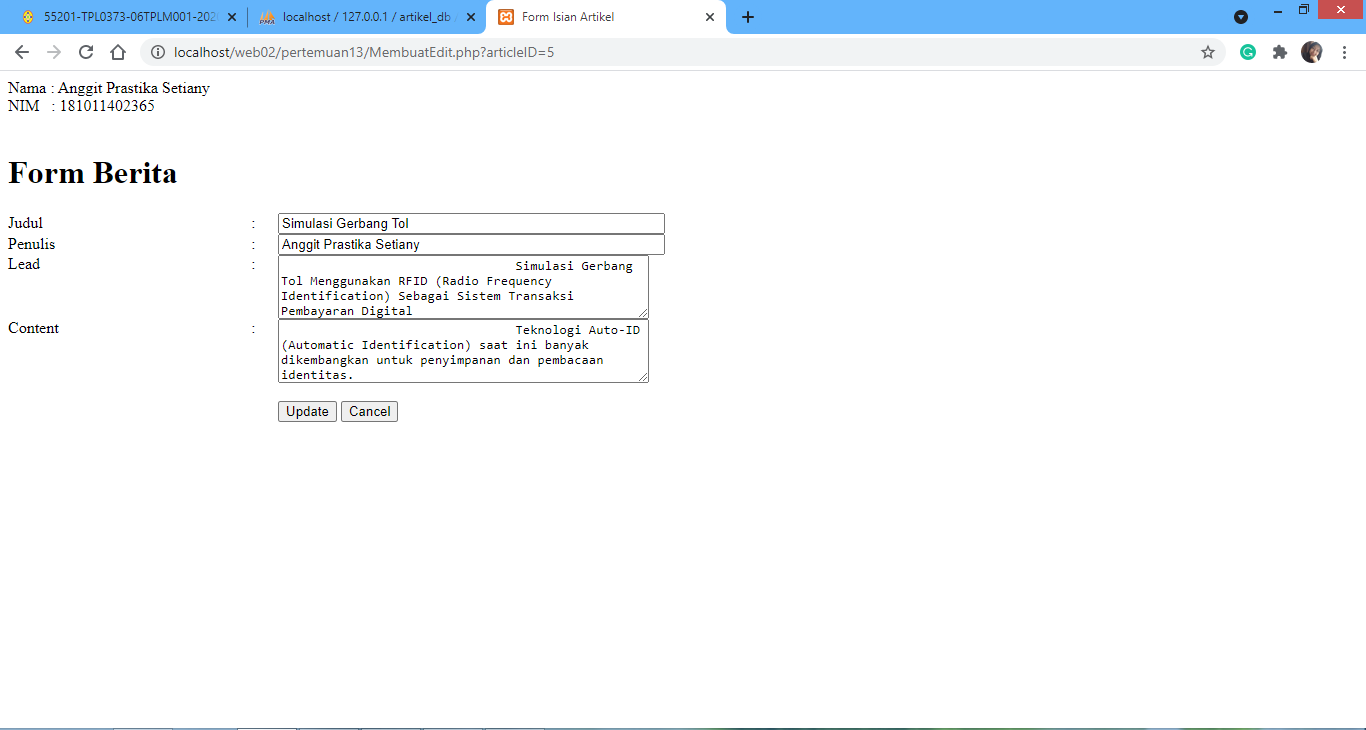 55201-TPL0373-06TPLM001-202
localhost / 127.0.0.1 / artikel_db /
Form Isian Artikel
localhost/web02/pertemuan13/MembuatEdit.php?articleID=5
Nama : Anggit Prastika Setiany
NIM : 181011402365
Form Berita
Judul : Simulasi Gerbang Tol
Penulis : Anggit Prastika Setiany
Lead : Simulasi Gerbang
Tol Menggunakan RFID (Radio Frequency
Identification) Sebagai Sistem Transaksi
Pembayaran Digital
Content : Teknologi Auto-ID
(Automatic Identification) saat ini banyak
dikembangkan untuk penyimpanan dan pembacaan
identitas.
Update Cancel